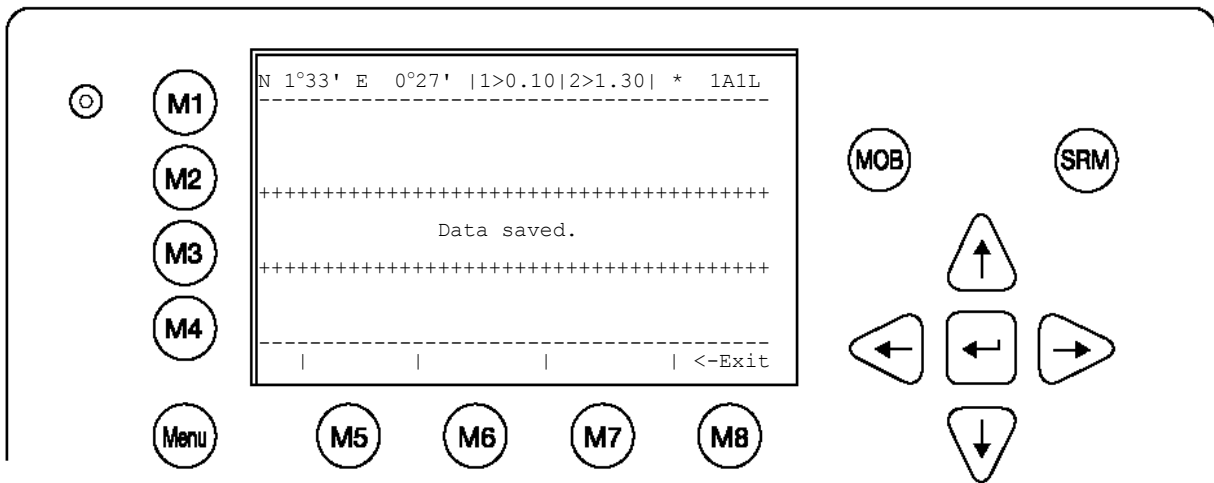 N 1°33' E 0°27' |1>0.10|2>1.30| * 1A1L
----------------------------------------
++++++++++++++++++++++++++++++++++++++++
Data saved.
++++++++++++++++++++++++++++++++++++++++
----------------------------------------
| | | | <-Exit
M1
M2
M3
M4
Menu
M5 M6 M7 M8
MOB SRM